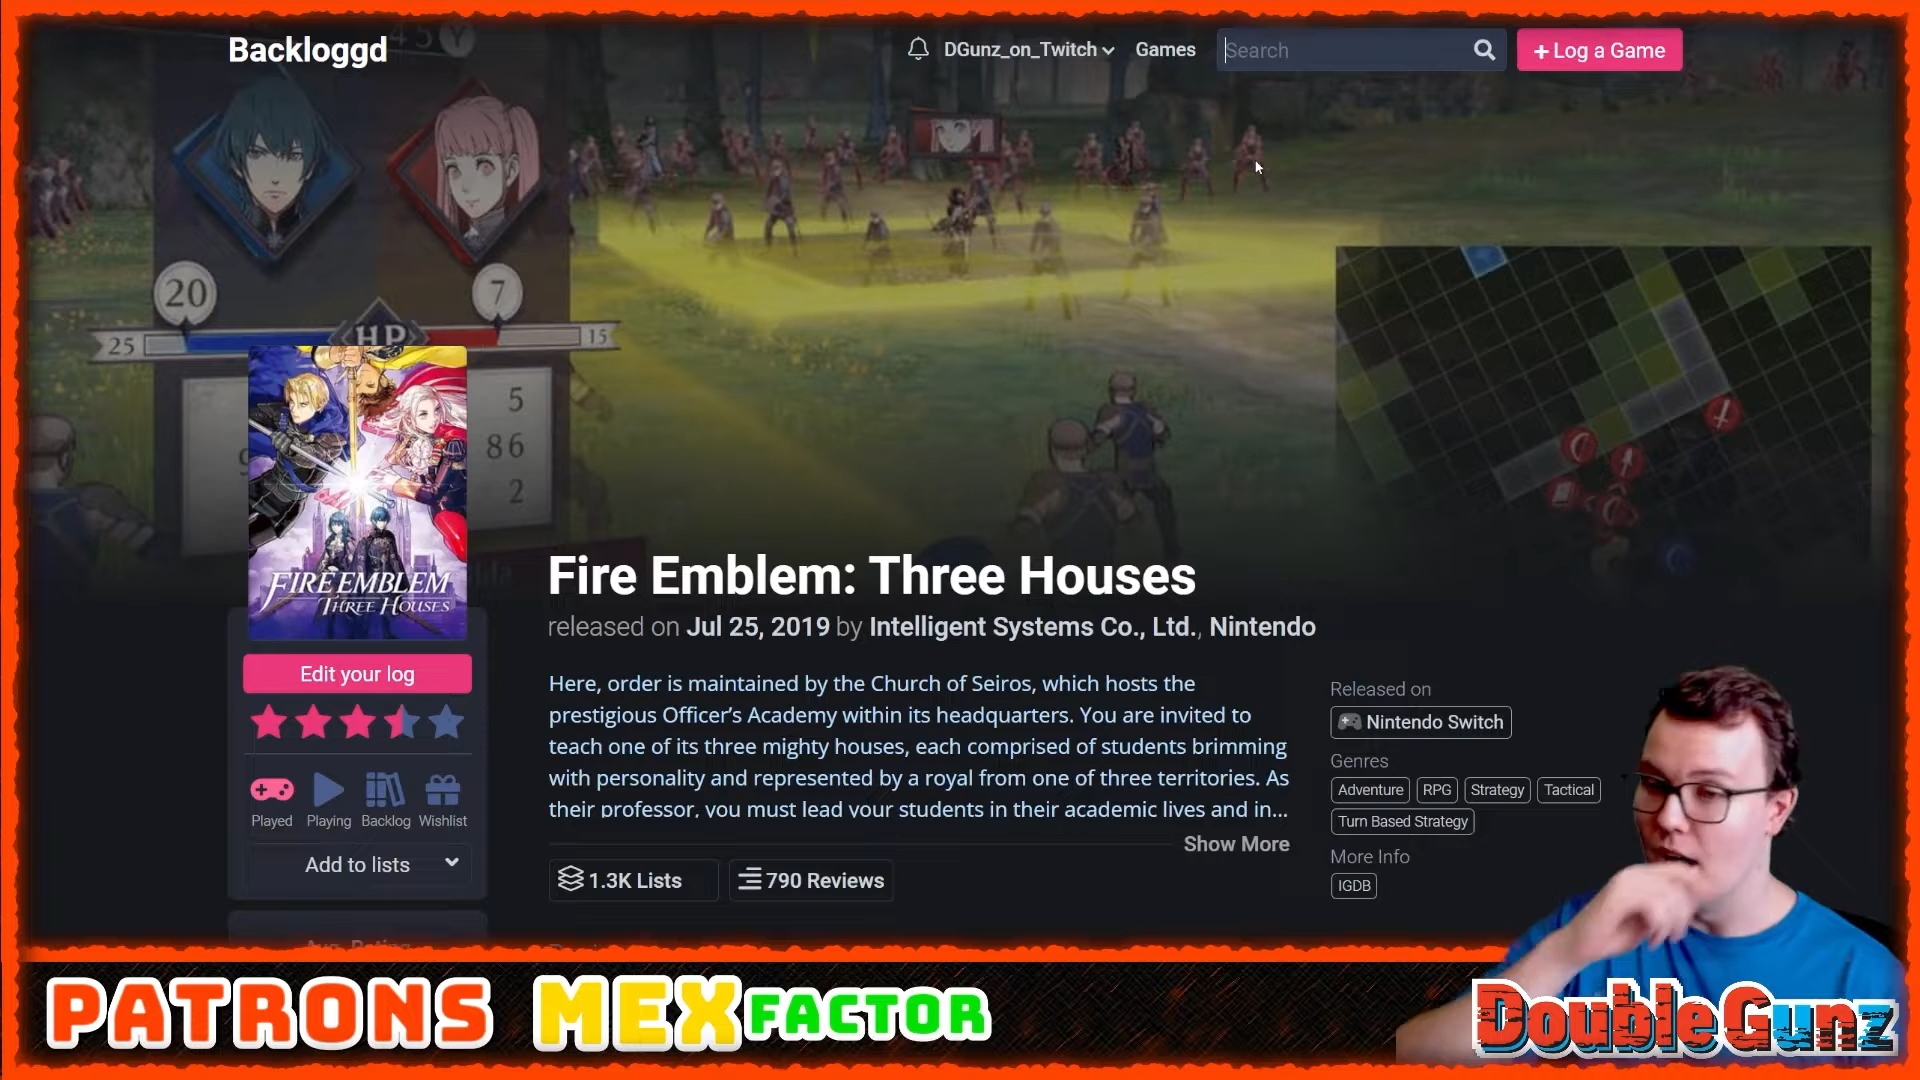 Backloggd
DGunz_on_Twitch
Games
Search
+ Log a Game
45 Y
20
7
HP
25
15
5
86
2
FIRE EMBLEM
THREE HOUSES
Fire Emblem: Three Houses
released on Jul 25, 2019 by Intelligent Systems Co., Ltd., Nintendo
Edit your log
Here, order is maintained by the Church of Seiros, which hosts the
prestigious Officer’s Academy within its headquarters. You are invited to
teach one of its three mighty houses, each comprised of students brimming
with personality and represented by a royal from one of three territories. As
their professor, you must lead your students in their academic lives and in...
Show More
Released on
Nintendo Switch
Genres
Adventure
RPG
Strategy
Tactical
Turn Based Strategy
More Info
IGDB
Played
Playing
Backlog
Wishlist
Add to lists
1.3K Lists
790 Reviews
Avg. Rating
PATRONS
MEX FACTOR
DoubleGunz